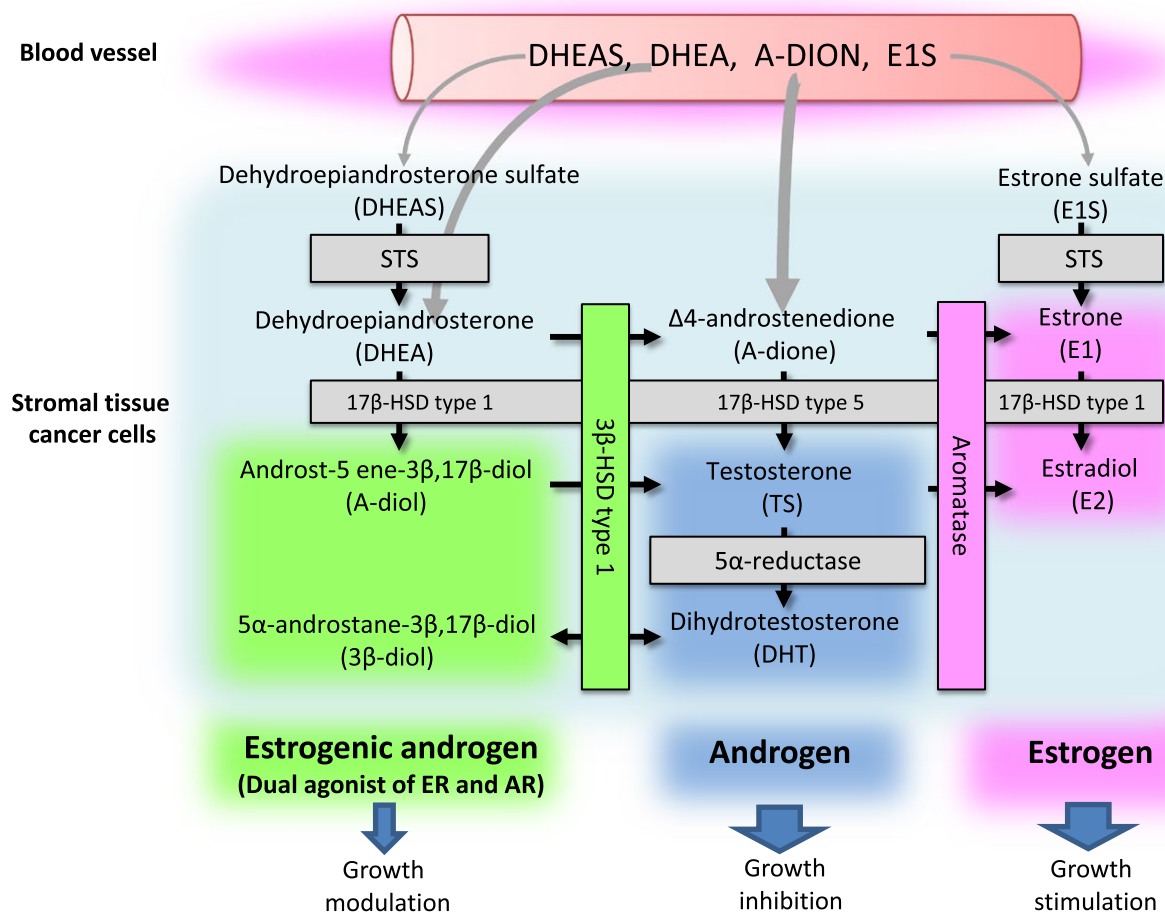 Blood vessel
DHEAS, DHEA, A-DION, E1S
Dehydroepiandrosterone sulfate
(DHEAS)
Estrone sulfate
(E1S)
STS
STS
Dehydroepiandrosterone
(DHEA)
Δ4-androstenedione
(A-dione)
Estrone
(E1)
Stromal tissue
cancer cells
17β-HSD type 1
17β-HSD type 5
17β-HSD type 1
3β-HSD type 1
Aromatase
Androst-5 ene-3β,17β-diol
(A-diol)
Testosterone
(TS)
Estradiol
(E2)
5α-reductase
5α-androstane-3β,17β-diol
(3β-diol)
Dihydrotestosterone
(DHT)
Estrogenic androgen
(Dual agonist of ER and AR)
Androgen
Estrogen
Growth
modulation
Growth
inhibition
Growth
stimulation